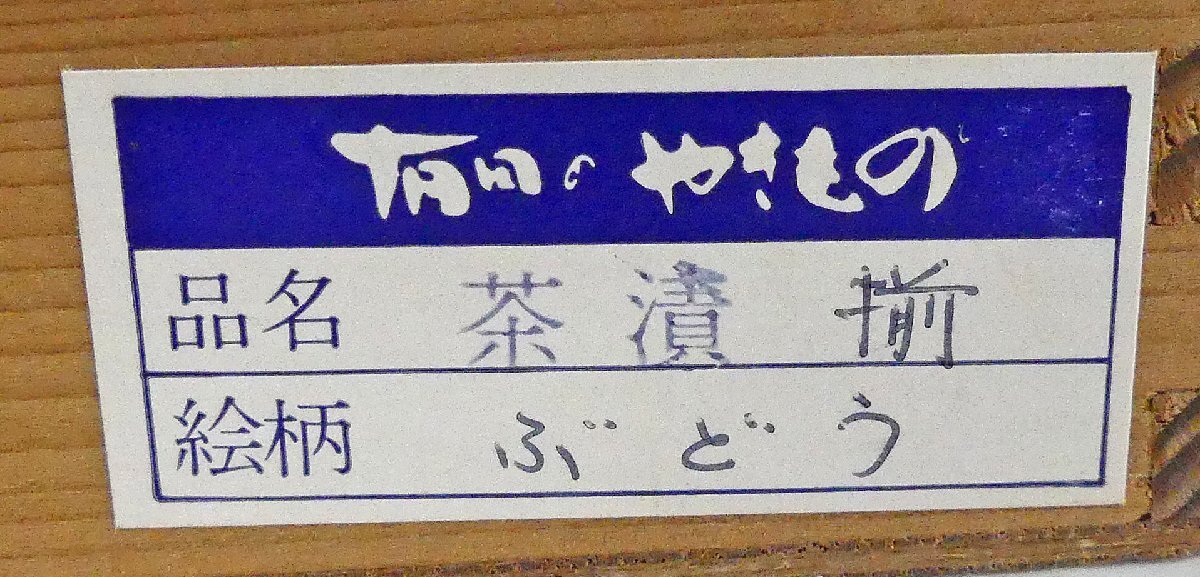 有田のやきもの
品名 茶漬揃
絵柄 ぶどう